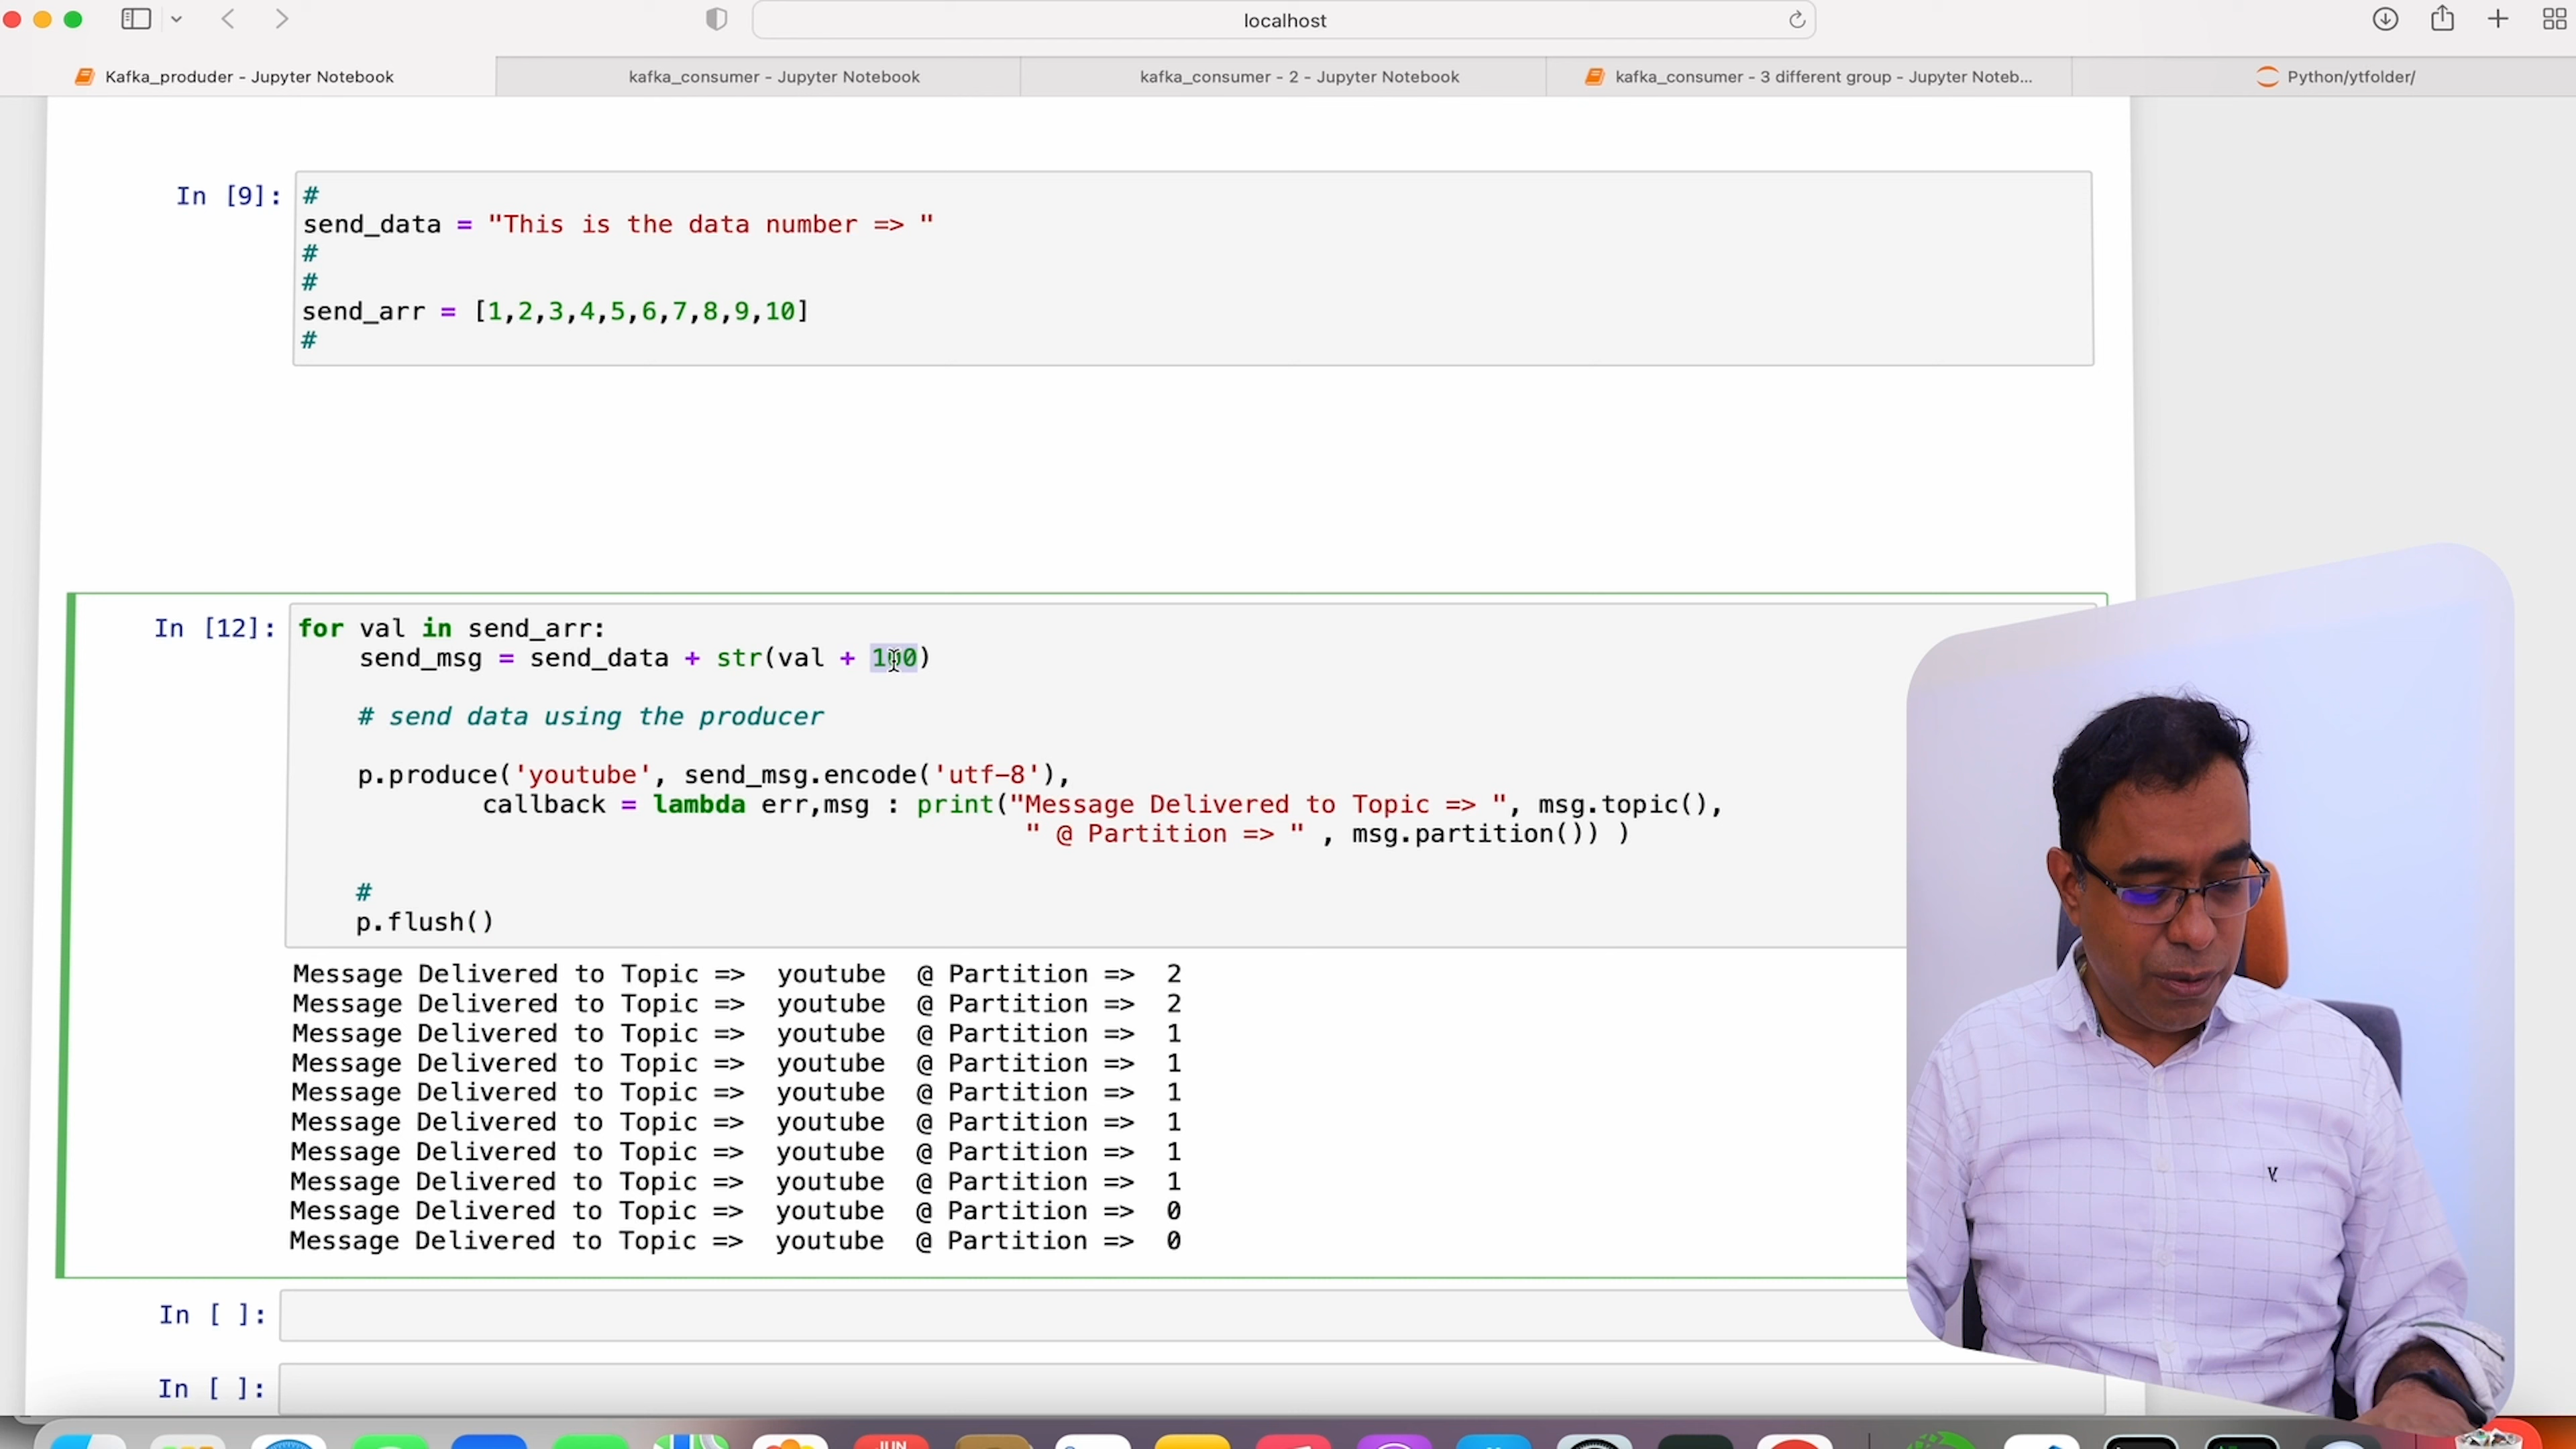 localhost
Kafka_produder - Jupyter Notebook
kafka_consumer - Jupyter Notebook
kafka_consumer - 2 - Jupyter Notebook
kafka_consumer - 3 different group - Jupyter Noteb...
Python/ytfolder/
In [9]:
#
send_data = "This is the data number => "
#
#
send_arr = [1,2,3,4,5,6,7,8,9,10]
#
In [12]:
for val in send_arr:
send_msg = send_data + str(val + 100)
# send data using the producer
p.produce('youtube', send_msg.encode('utf-8'),
callback = lambda err,msg : print("Message Delivered to Topic => ", msg.topic(),
" @ Partition => " , msg.partition()) )
#
p.flush()
Message Delivered to Topic =>  youtube  @ Partition =>  2
Message Delivered to Topic =>  youtube  @ Partition =>  2
Message Delivered to Topic =>  youtube  @ Partition =>  1
Message Delivered to Topic =>  youtube  @ Partition =>  1
Message Delivered to Topic =>  youtube  @ Partition =>  1
Message Delivered to Topic =>  youtube  @ Partition =>  1
Message Delivered to Topic =>  youtube  @ Partition =>  1
Message Delivered to Topic =>  youtube  @ Partition =>  1
Message Delivered to Topic =>  youtube  @ Partition =>  0
Message Delivered to Topic =>  youtube  @ Partition =>  0
In [ ]:
In [ ]:
JUN